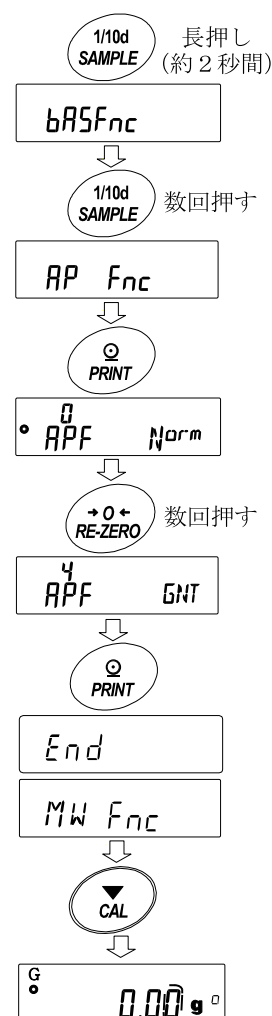 1/10d 長押し
SAMPLE (約2秒間)
bASFnc
1/10d
SAMPLE 数回押す
AP Fnc
PRINT
0
APF Norm
→0←
RE-ZERO 数回押す
4
APF GNT
PRINT
End
MW Fnc
CAL
G
0.00 g